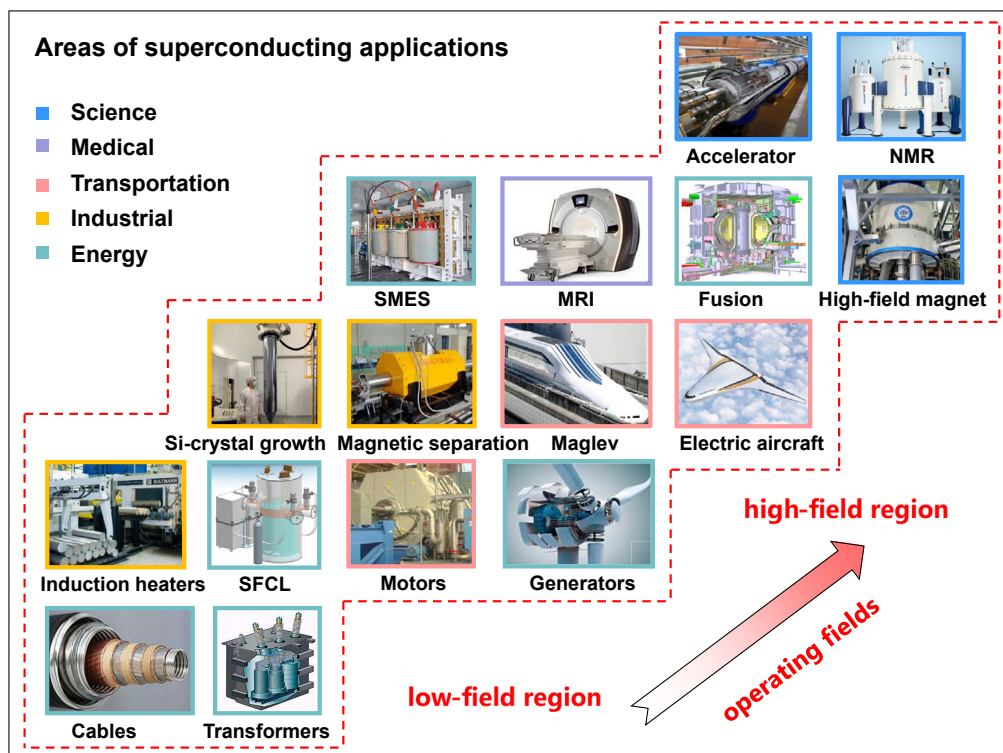 Areas of superconducting applications
Science
Medical
Transportation
Industrial
Energy
Accelerator
NMR
SMES
MRI
Fusion
High-field magnet
Si-crystal growth
Magnetic separation
Maglev
Electric aircraft
Induction heaters
SFCL
Motors
Generators
Cables
Transformers
high-field region
low-field region
operating fields
BULTMANN